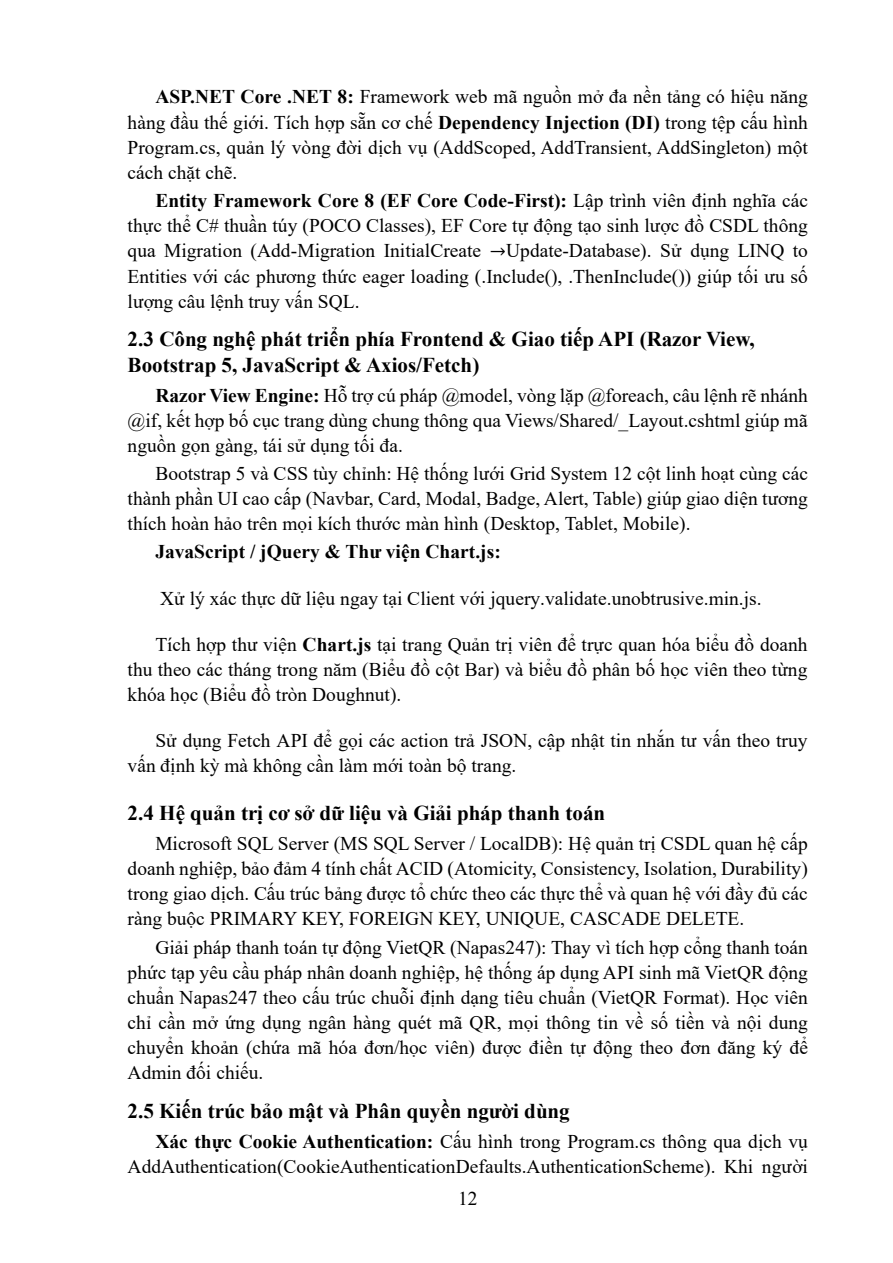 ASP.NET Core .NET 8: Framework web mã nguồn mở đa nền tảng có hiệu năng
hàng đầu thế giới. Tích hợp sẵn cơ chế Dependency Injection (DI) trong tệp cấu hình
Program.cs, quản lý vòng đời dịch vụ (AddScoped, AddTransient, AddSingleton) một
cách chặt chẽ.
Entity Framework Core 8 (EF Core Code-First): Lập trình viên định nghĩa các
thực thể C# thuần túy (POCO Classes), EF Core tự động tạo sinh lược đồ CSDL thông
qua Migration (Add-Migration InitialCreate →Update-Database). Sử dụng LINQ to
Entities với các phương thức eager loading (.Include(), .ThenInclude()) giúp tối ưu số
lượng câu lệnh truy vấn SQL.
2.3 Công nghệ phát triển phía Frontend & Giao tiếp API (Razor View,
Bootstrap 5, JavaScript & Axios/Fetch)
Razor View Engine: Hỗ trợ cú pháp @model, vòng lặp @foreach, câu lệnh rẽ nhánh
@if, kết hợp bố cục trang dùng chung thông qua Views/Shared/_Layout.cshtml giúp mã
nguồn gọn gàng, tái sử dụng tối đa.
Bootstrap 5 và CSS tùy chỉnh: Hệ thống lưới Grid System 12 cột linh hoạt cùng các
thành phần UI cao cấp (Navbar, Card, Modal, Badge, Alert, Table) giúp giao diện tương
thích hoàn hảo trên mọi kích thước màn hình (Desktop, Tablet, Mobile).
JavaScript / jQuery & Thư viện Chart.js:
Xử lý xác thực dữ liệu ngay tại Client với jquery.validate.unobtrusive.min.js.
Tích hợp thư viện Chart.js tại trang Quản trị viên để trực quan hóa biểu đồ doanh
thu theo các tháng trong năm (Biểu đồ cột Bar) và biểu đồ phân bố học viên theo từng
khóa học (Biểu đồ tròn Doughnut).
Sử dụng Fetch API để gọi các action trả JSON, cập nhật tin nhắn tư vấn theo truy
vấn định kỳ mà không cần làm mới toàn bộ trang.
2.4 Hệ quản trị cơ sở dữ liệu và Giải pháp thanh toán
Microsoft SQL Server (MS SQL Server / LocalDB): Hệ quản trị CSDL quan hệ cấp
doanh nghiệp, bảo đảm 4 tính chất ACID (Atomicity, Consistency, Isolation, Durability)
trong giao dịch. Cấu trúc bảng được tổ chức theo các thực thể và quan hệ với đầy đủ các
ràng buộc PRIMARY KEY, FOREIGN KEY, UNIQUE, CASCADE DELETE.
Giải pháp thanh toán tự động VietQR (Napas247): Thay vì tích hợp cổng thanh toán
phức tạp yêu cầu pháp nhân doanh nghiệp, hệ thống áp dụng API sinh mã VietQR động
chuẩn Napas247 theo cấu trúc chuỗi định dạng tiêu chuẩn (VietQR Format). Học viên
chỉ cần mở ứng dụng ngân hàng quét mã QR, mọi thông tin về số tiền và nội dung
chuyển khoản (chứa mã hóa đơn/học viên) được điền tự động theo đơn đăng ký để
Admin đối chiếu.
2.5 Kiến trúc bảo mật và Phân quyền người dùng
Xác thực Cookie Authentication: Cấu hình trong Program.cs thông qua dịch vụ
AddAuthentication(CookieAuthenticationDefaults.AuthenticationScheme). Khi người
12